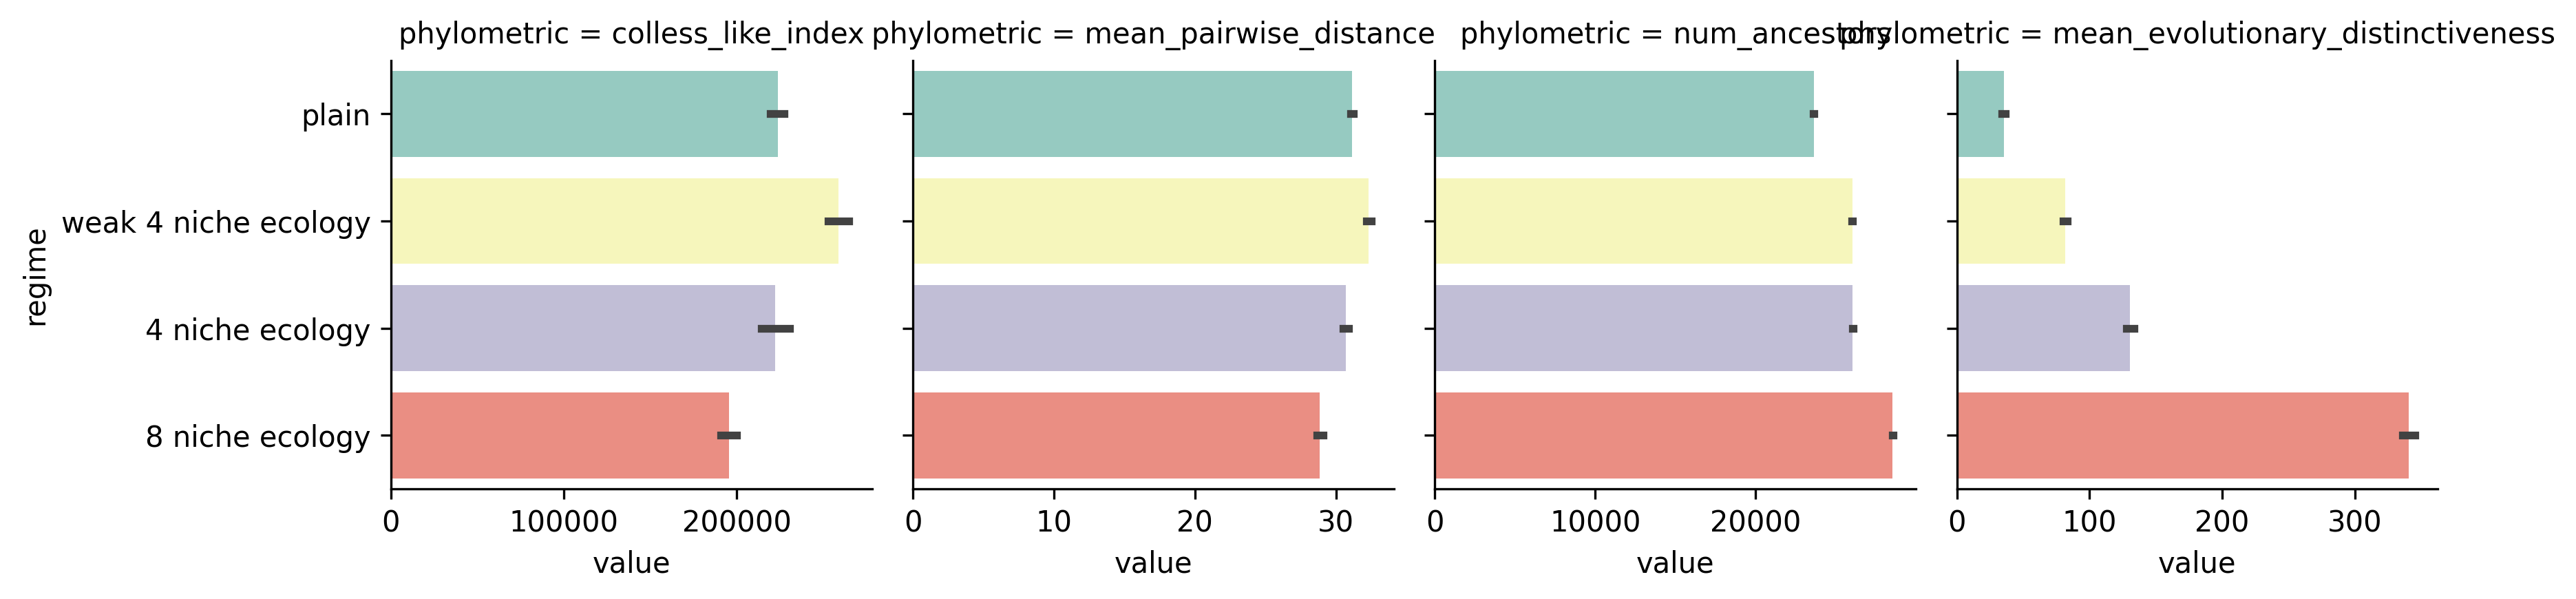 phylometric = colless_like_index
phylometric = mean_pairwise_distance
phylometric = num_ancestors
phylometric = mean_evolutionary_distinctiveness
regime
plain
weak 4 niche ecology
4 niche ecology
8 niche ecology
0 100000 200000
value
0 10 20 30
value
0 10000 20000
value
0 100 200 300
value